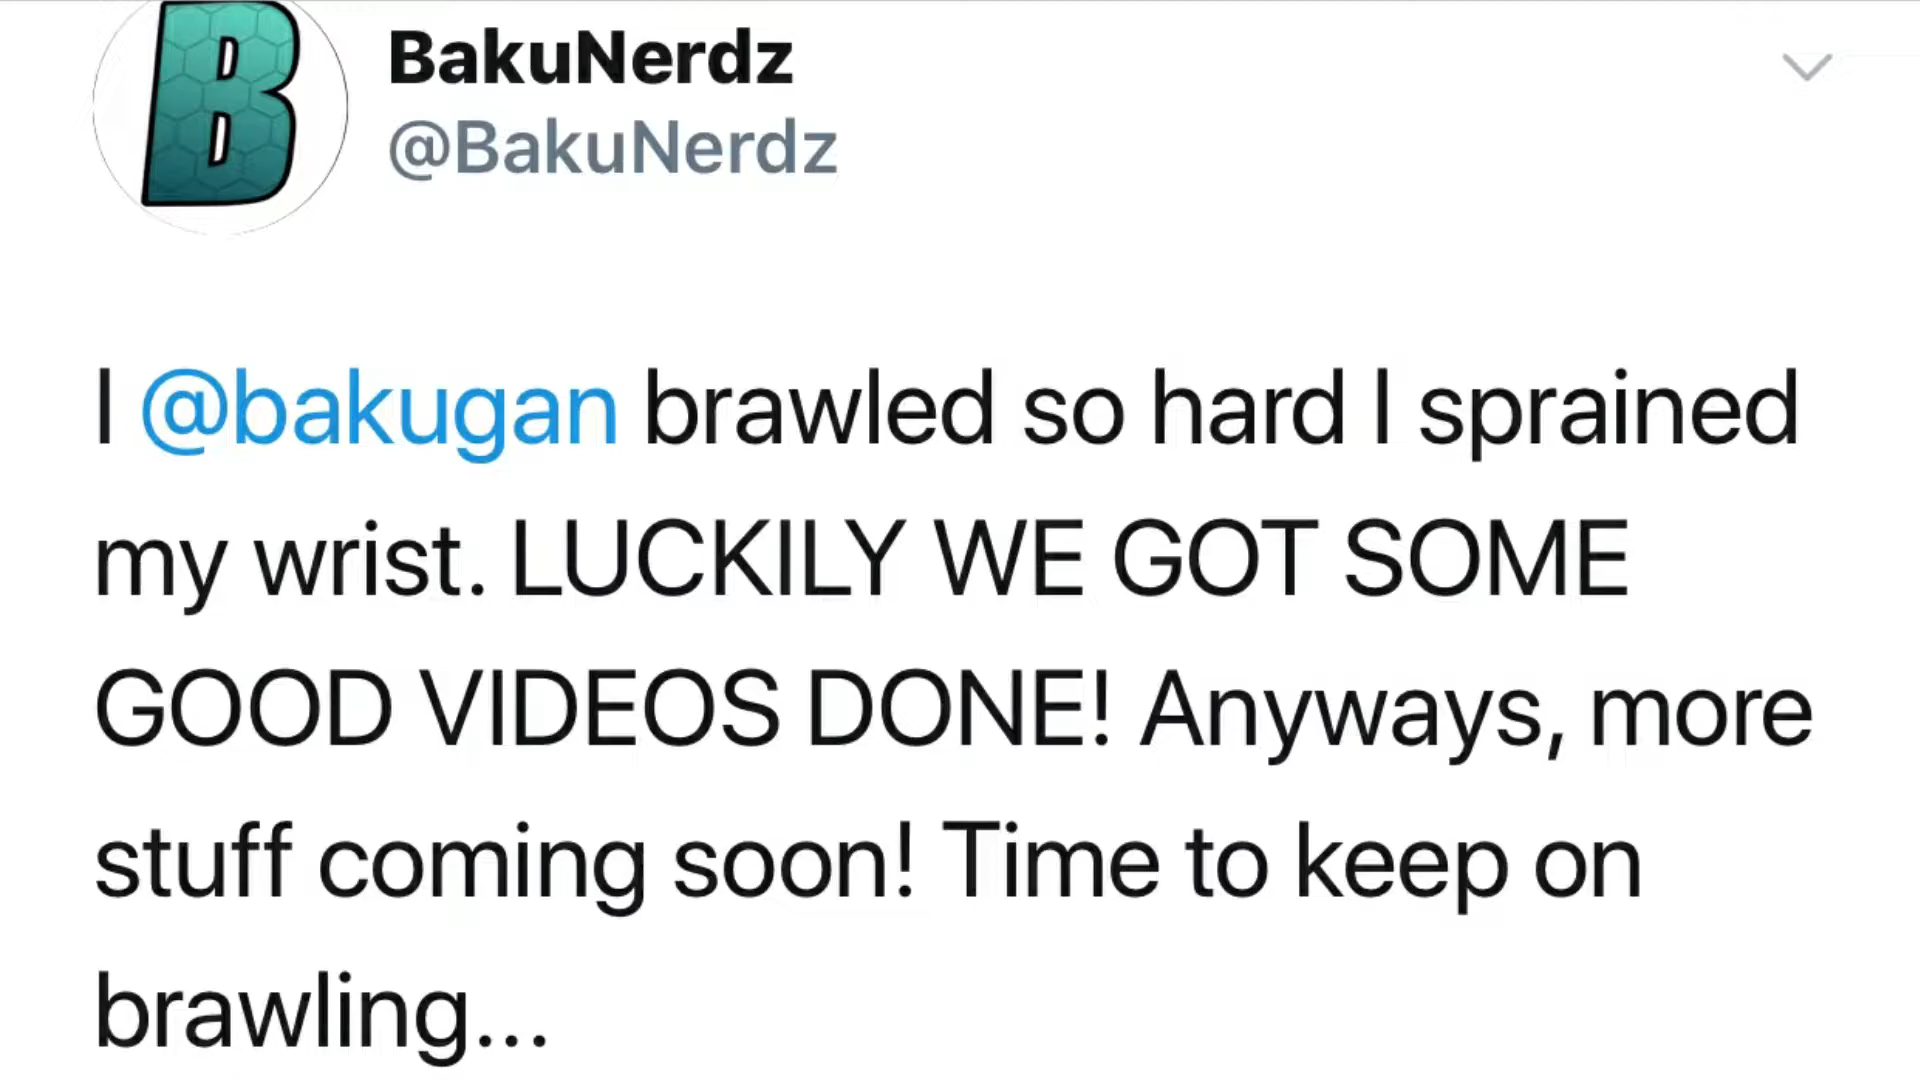 B
BakuNerdz
@BakuNerdz
I @bakugan brawled so hard I sprained
my wrist. LUCKILY WE GOT SOME
GOOD VIDEOS DONE! Anyways, more
stuff coming soon! Time to keep on
brawling...